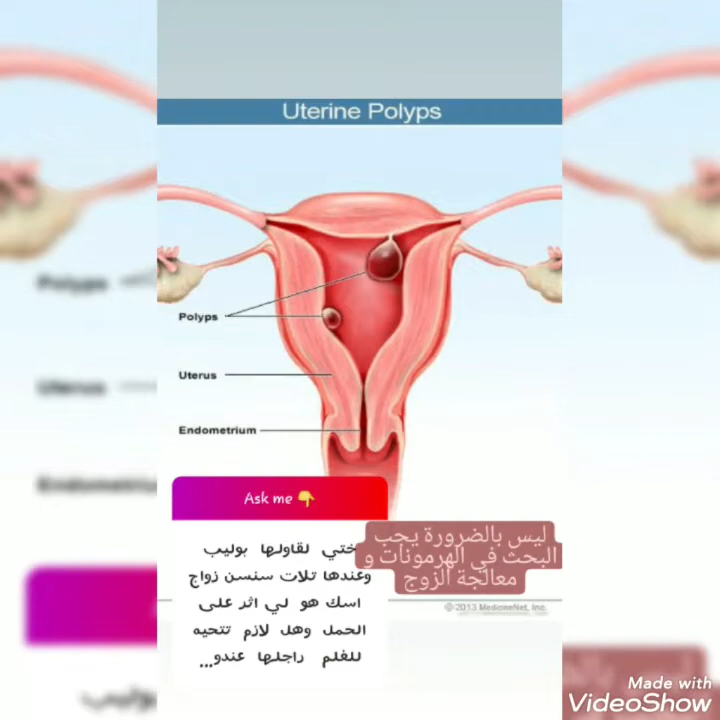 Uterine Polyps
Polyps
Uterus
Endometrium
Ask me 👇
ختي لقاولها بوليب
وعندها تلات سنسن زواج
اسك هو لي اثر على
الحمل وهل لازم تتحيه
للغلم راجلها عندو...
ليس بالضرورة يجب
البحث في الهرمونات و
معالجة الزوج
©2013 MedicineNet, Inc.
Made with
VideoShow